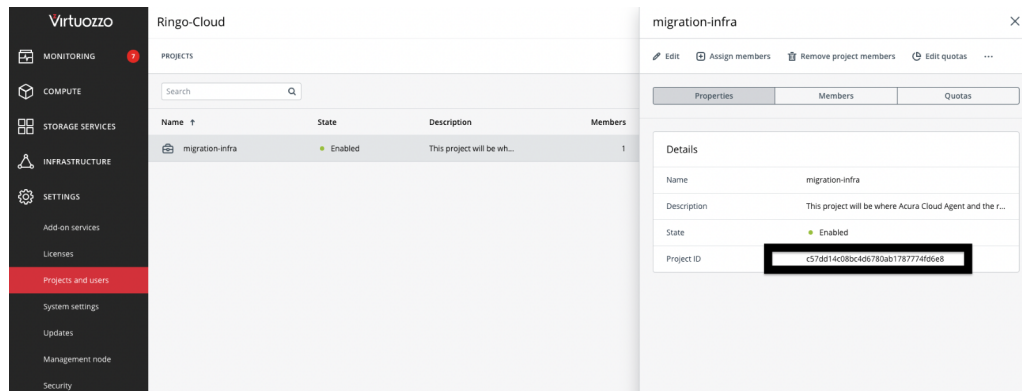 Virtuozzo
MONITORING 7
COMPUTE
STORAGE SERVICES
INFRASTRUCTURE
SETTINGS
Add-on services
Licenses
Projects and users
System settings
Updates
Management node
Security
Ringo-Cloud
PROJECTS
Search
Name ↑ State Description Members
migration-infra Enabled This project will be wh... 1
migration-infra
Edit Assign members Remove project members Edit quotas ...
Properties Members Quotas
Details
Name migration-infra
Description This project will be where Acura Cloud Agent and the r...
State Enabled
Project ID c57dd14c08bc4d6780ab1787774fd6e8